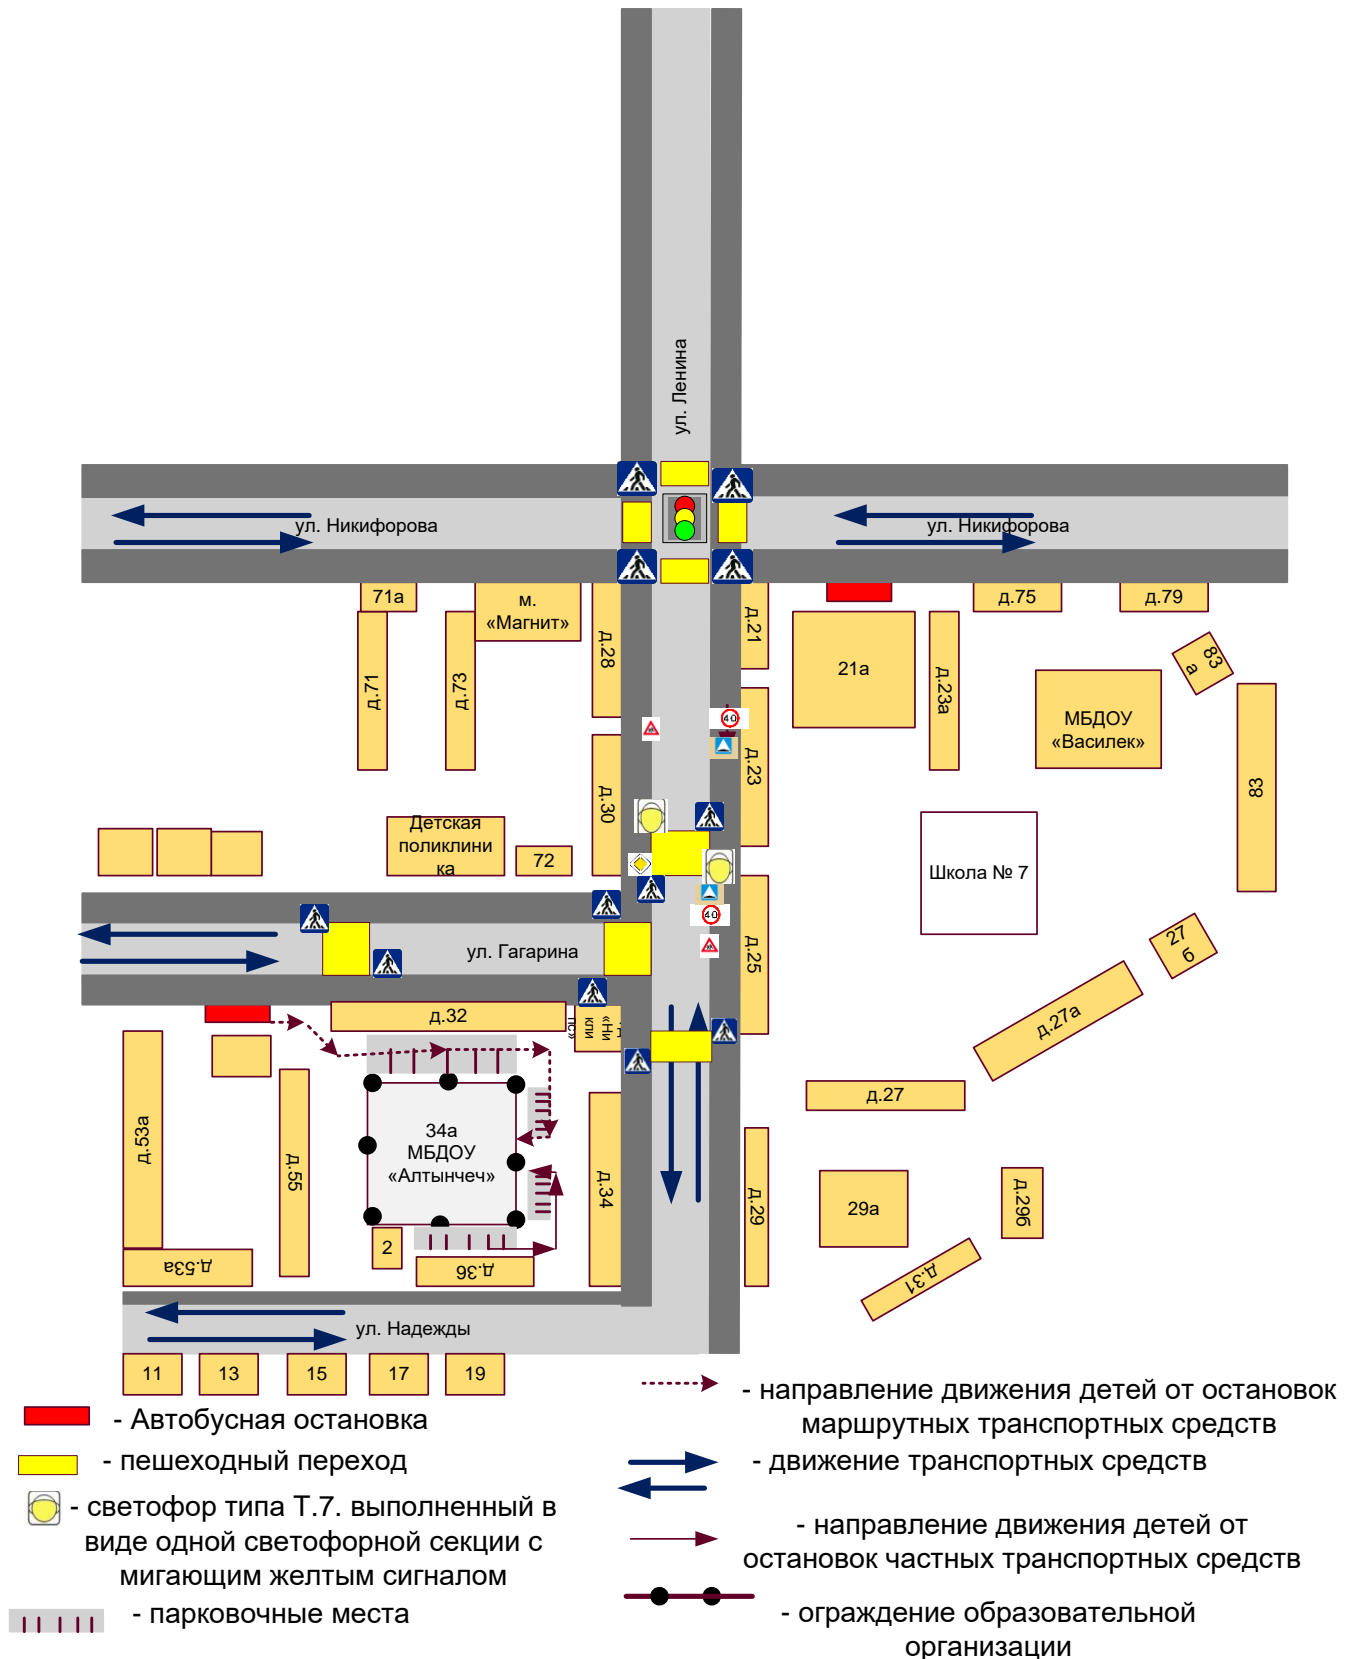 ул. Ленина
ул. Никифорова
ул. Никифорова
71а
м.
«Магнит»
д.28
д.21
д.75
д.79
д.71
д.73
21а
д.23а
83
а
МБДОУ
«Василек»
40
д.23
д.30
83
Детская
поликлини
ка
72
Школа № 7
40
ул. Гагарина
д.25
27
б
д.27а
д.32
«Ни
кли
д.53а
д.55
34а
МБДОУ
«Алтынчеч»
д.34
д.27
д.29
29а
д.29б
2
д.53а
д.36
д.31
ул. Надежды
11
13
15
17
19
- Автобусная остановка
- пешеходный переход
- светофор типа Т.7. выполненный в
виде одной светофорной секции с
мигающим желтым сигналом
- парковочные места
- направление движения детей от остановок
маршрутных транспортных средств
- движение транспортных средств
- направление движения детей от
остановок частных транспортных средств
- ограждение образовательной
организации